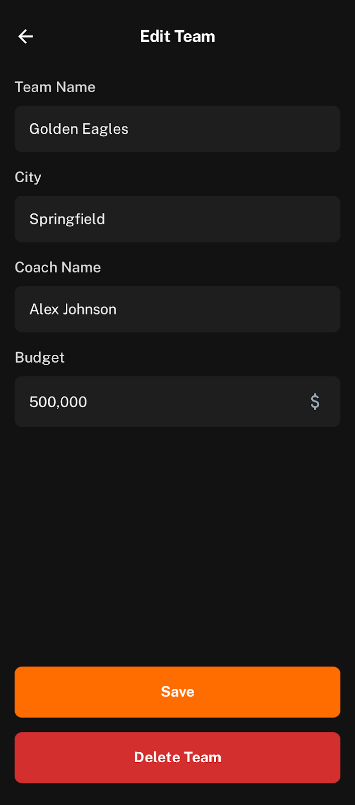 Edit Team
Team Name
Golden Eagles
City
Springfield
Coach Name
Alex Johnson
Budget
500,000 $
Save
Delete Team